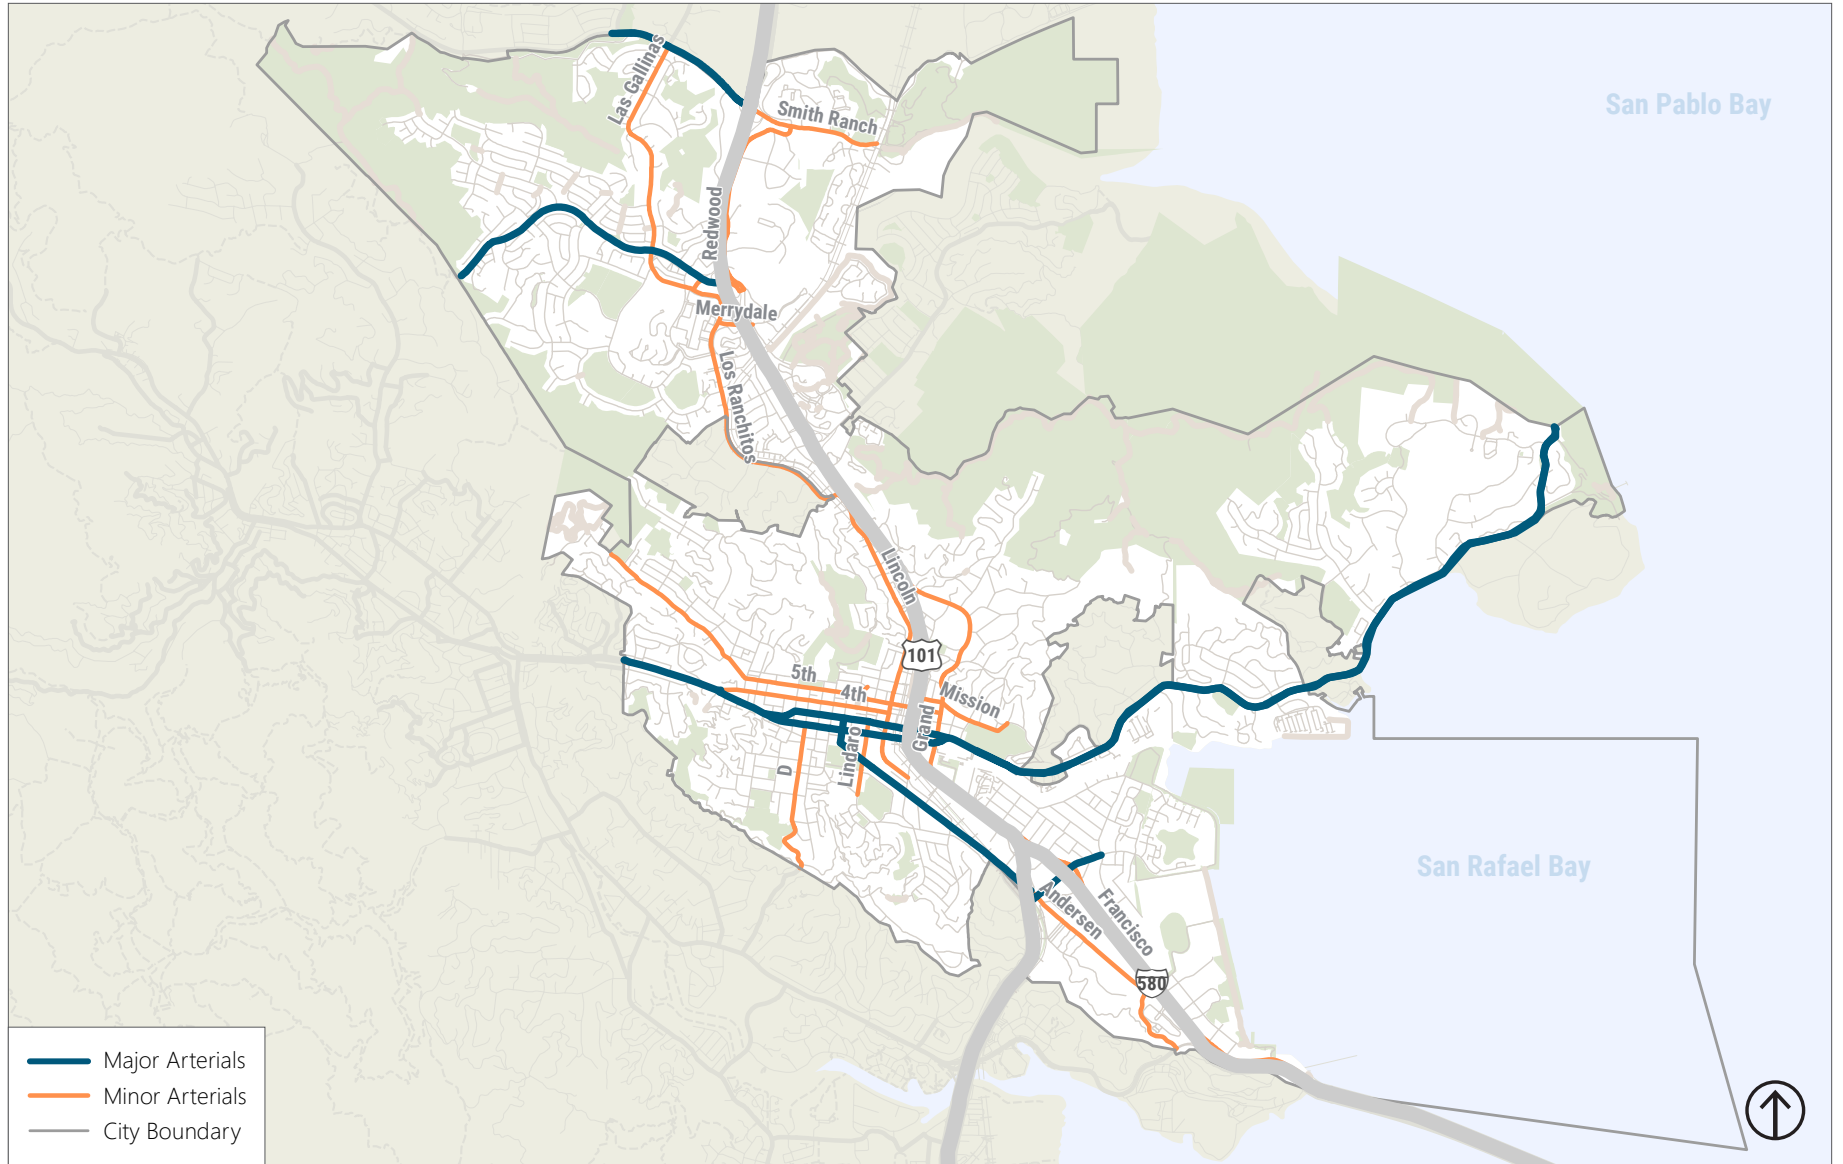 San Pablo Bay
Las Gallinas
Smith Ranch
Redwood
Merrydale
Los Ranchitos
Lincoln
101
5th
4th
Mission
Grand
Lindaro
D
San Rafael Bay
Andersen
Francisco
580
Major Arterials
Minor Arterials
City Boundary